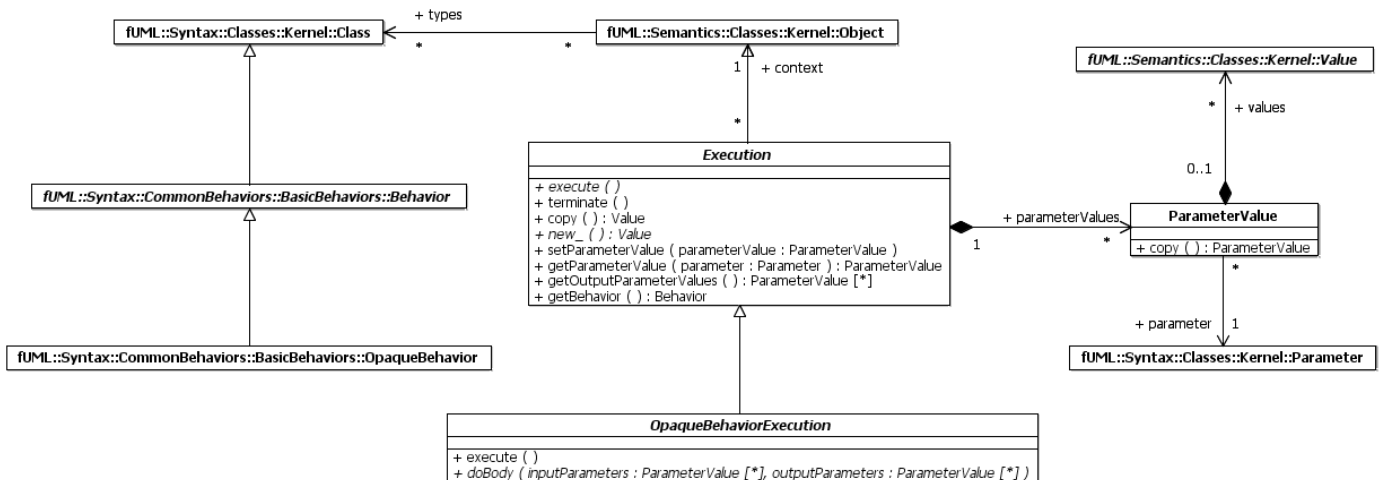 + types
fUML::Syntax::Classes::Kernel::Class
*
*
fUML::Semantics::Classes::Kernel::Object
1
+ context
*
fUML::Semantics::Classes::Kernel::Value
*
+ values
0..1
Execution
+ execute ( )
+ terminate ( )
+ copy ( ) : Value
+ new_ ( ) : Value
+ setParameterValue ( parameterValue : ParameterValue )
+ getParameterValue ( parameter : Parameter ) : ParameterValue
+ getOutputParameterValues ( ) : ParameterValue [*]
+ getBehavior ( ) : Behavior
fUML::Syntax::CommonBehaviors::BasicBehaviors::Behavior
+ parameterValues
1
*
ParameterValue
+ copy ( ) : ParameterValue
*
+ parameter
1
fUML::Syntax::CommonBehaviors::BasicBehaviors::OpaqueBehavior
fUML::Syntax::Classes::Kernel::Parameter
OpaqueBehaviorExecution
+ execute ( )
+ doBody ( inputParameters : ParameterValue [*], outputParameters : ParameterValue [*] )